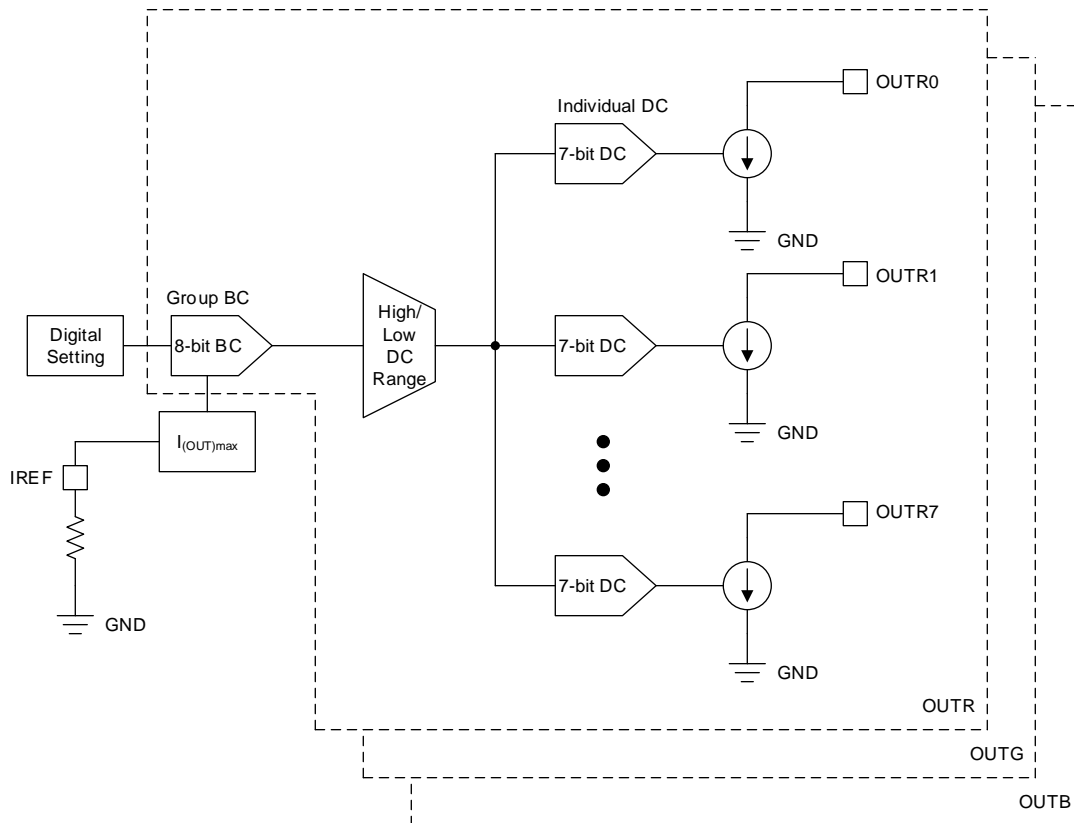 OUTR0
Individual DC
7-bit DC
GND
OUTR1
Group BC
High/
Low
DC
Range
Digital
Setting
8-bit BC
7-bit DC
I(OUT)max
GND
IREF
OUTR7
7-bit DC
GND
GND
OUTR
OUTG
OUTB